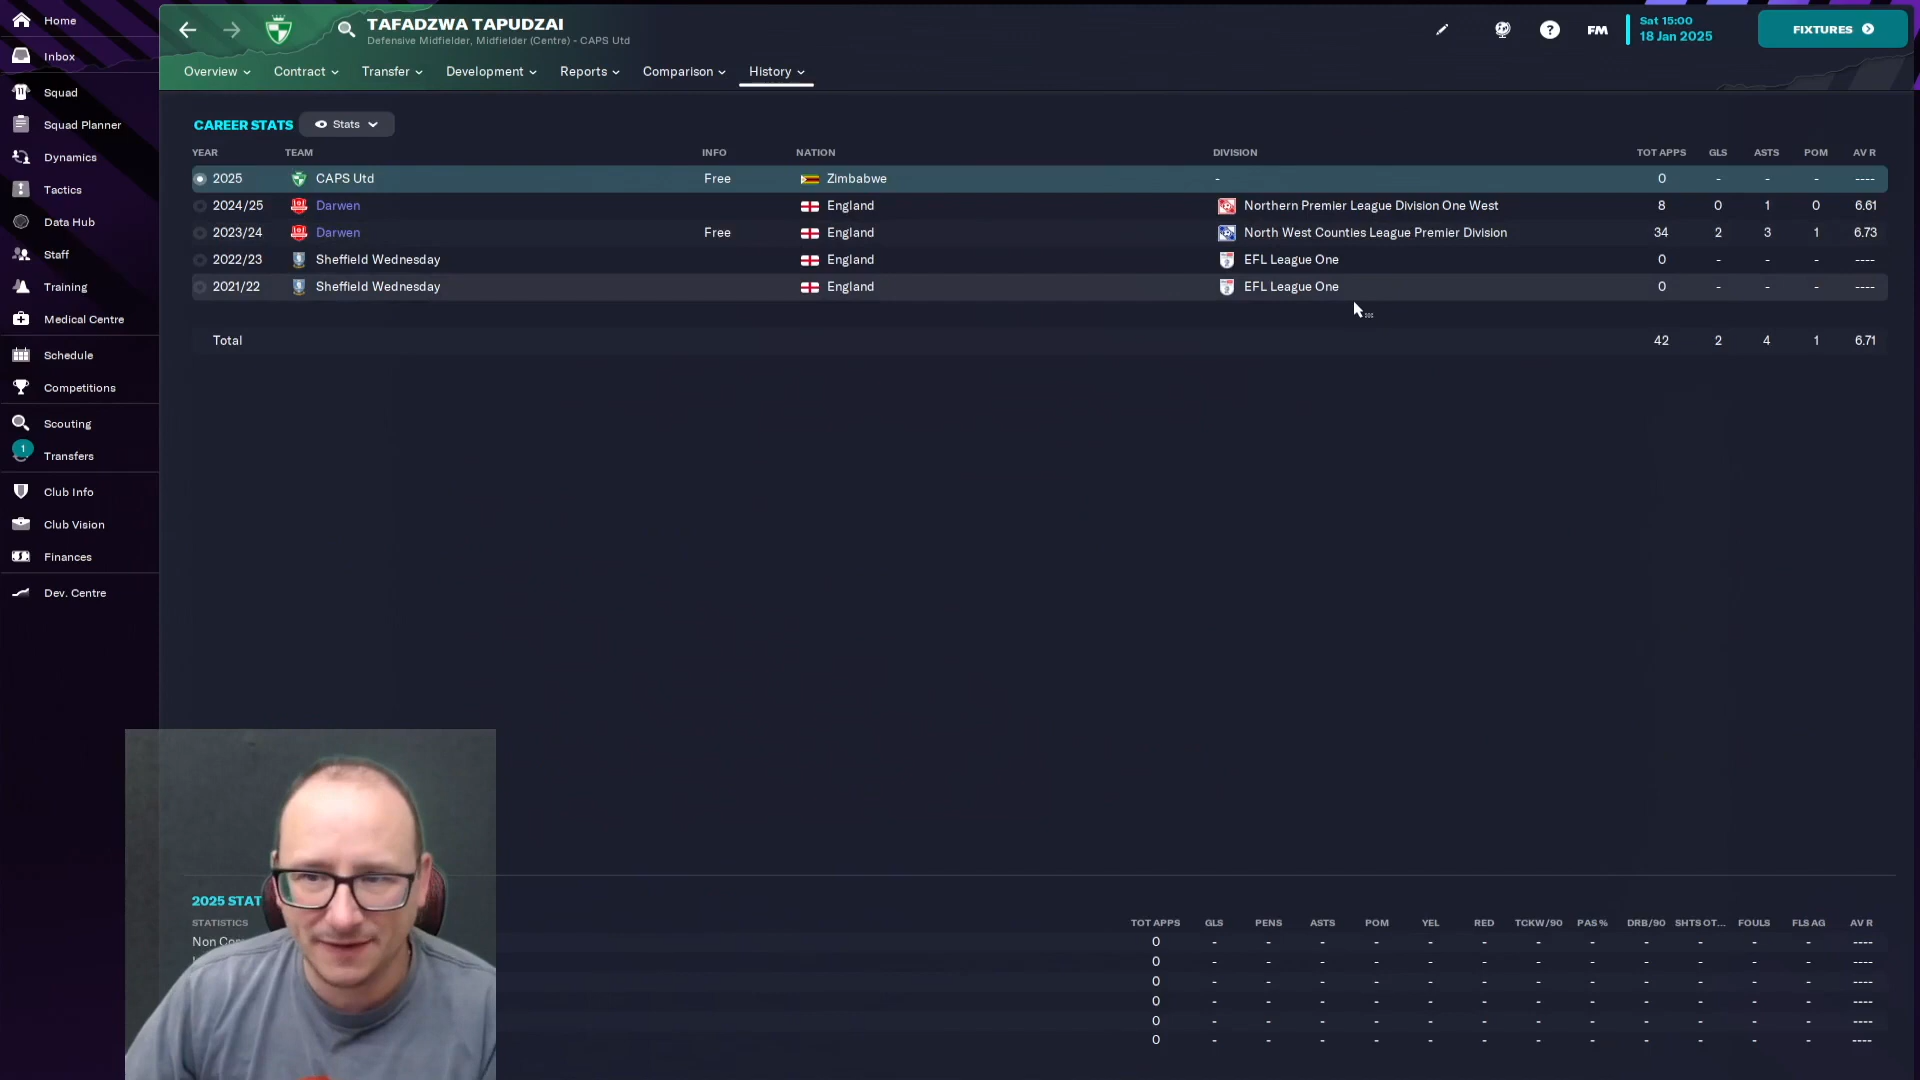 Home
Inbox
Squad
Squad Planner
Dynamics
Tactics
Data Hub
Staff
Training
Medical Centre
Schedule
Competitions
Scouting
1
Transfers
Club Info
Club Vision
Finances
Dev. Centre
TAFADZWA TAPUDZAI
Defensive Midfielder, Midfielder (Centre) - CAPS Utd
? FM
Sat 15:00
18 Jan 2025
FIXTURES
Overview Contract Transfer Development Reports Comparison History
CAREER STATS Stats
YEAR TEAM INFO NATION DIVISION TOT APPS GLS ASTS POM AV R
2025 CAPS Utd Free Zimbabwe - 0 - - - ----
2024/25 Darwen England Northern Premier League Division One West 8 0 1 0 6.61
2023/24 Darwen Free England North West Counties League Premier Division 34 2 3 1 6.73
2022/23 Sheffield Wednesday England EFL League One 0 - - - ----
2021/22 Sheffield Wednesday England EFL League One 0 - - - ----
Total 42 2 4 1 6.71
2025 STAT
STATISTICS TOT APPS GLS PENS ASTS POM YEL RED TCKW/90 PAS % DRB/90 SHTS OT... FOULS FLS AG AV R
Non 0 - - - - - - - - - - - - ----
0 - - - - - - - - - - - - ----
0 - - - - - - - - - - - - ----
0 - - - - - - - - - - - - ----
0 - - - - - - - - - - - - ----
0 - - - - - - - - - - - - ----